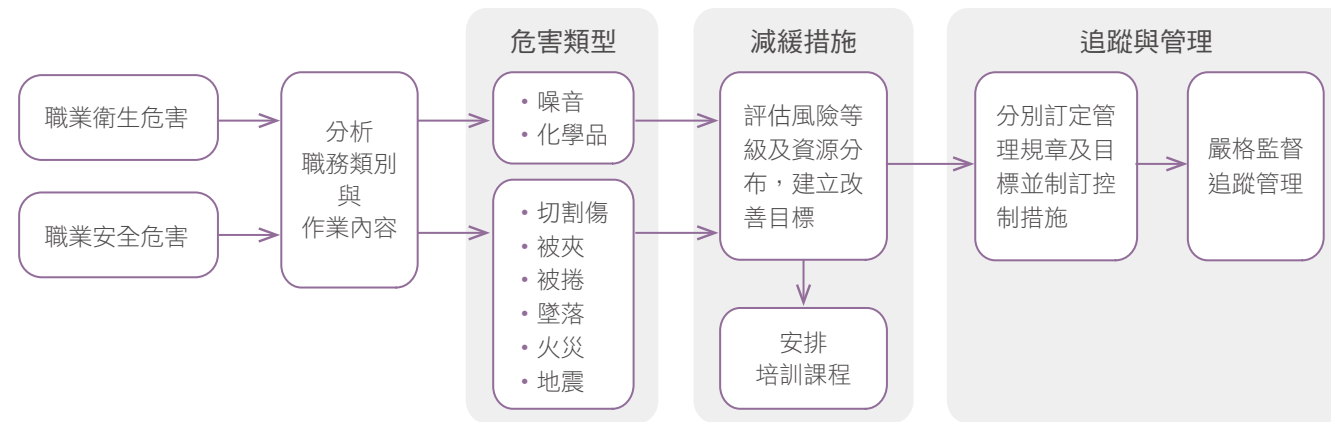 危害類型
減緩措施
追蹤與管理
職業衛生危害
職業安全危害
分析
職務類別
與
作業內容
・噪音
・化學品
・切割傷
・被夾
・被捲
・墜落
・火災
・地震
評估風險等
級及資源分
布，建立改
善目標
安排
培訓課程
分別訂定管
理規章及目
標並制訂控
制措施
嚴格監督
追蹤管理